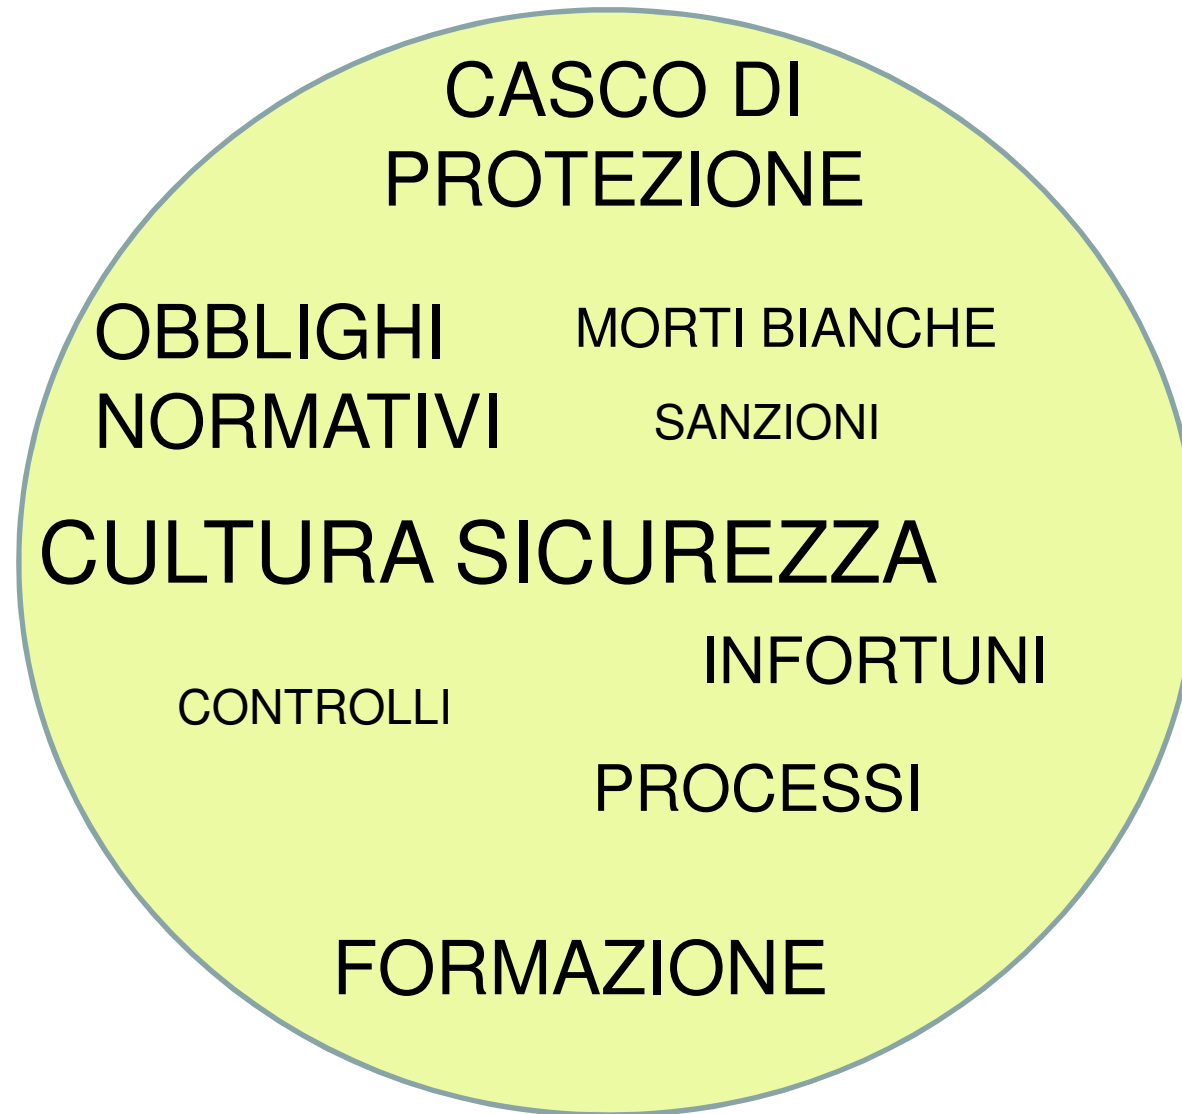 CASCO DI
PROTEZIONE
OBBLIGHI
NORMATIVI
MORTI BIANCHE
SANZIONI
CULTURA SICUREZZA
INFORTUNI
CONTROLLI
PROCESSI
FORMAZIONE